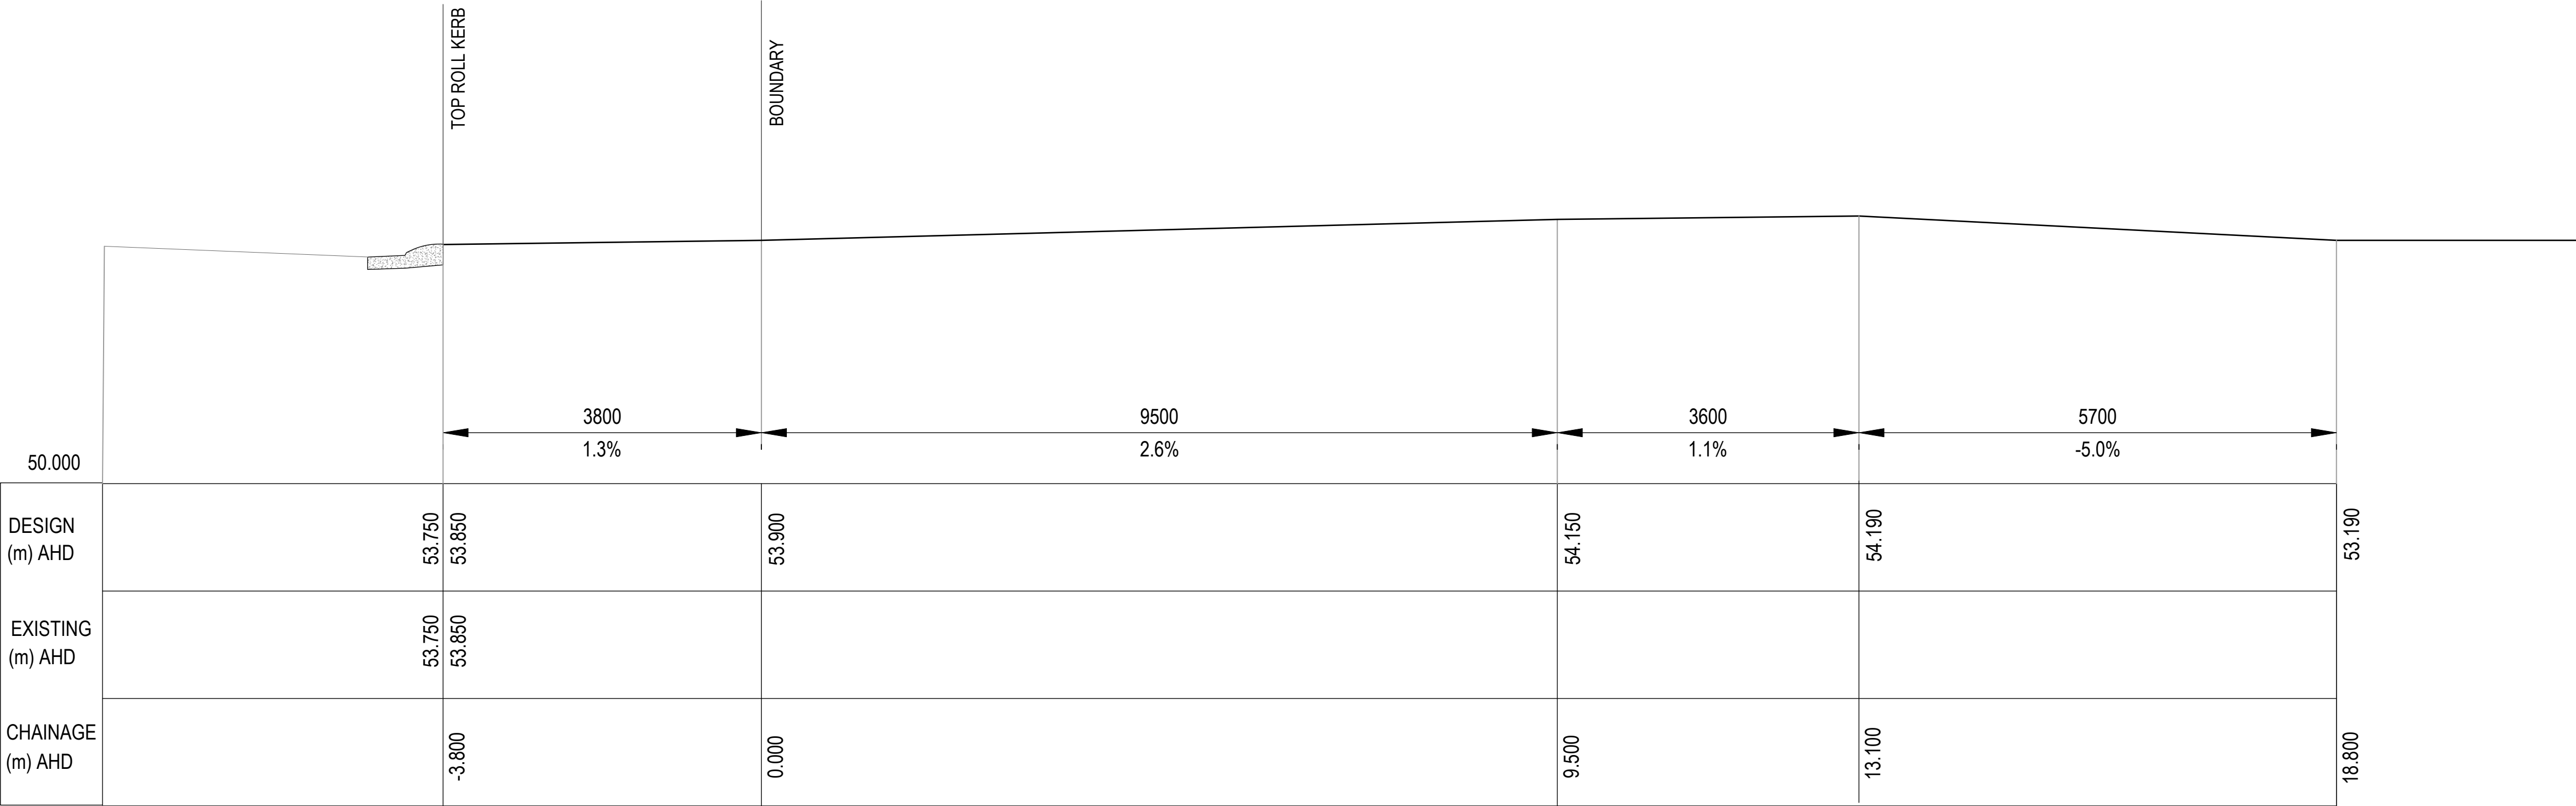 TOP ROLL KERB
BOUNDARY
3800
9500
3600
5700
1.3%
2.6%
1.1%
-5.0%
50.000
DESIGN
(m) AHD
53.750
53.850
53.900
54.150
54.190
53.190
EXISTING
(m) AHD
53.750
53.850
CHAINAGE
(m) AHD
-3.800
0.000
9.500
13.100
18.800